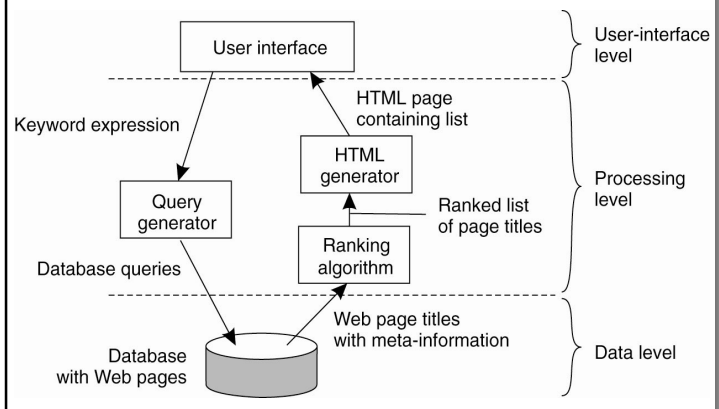 User interface
User-interface
level
HTML page
containing list
Keyword expression
HTML
generator
Processing
level
Query
generator
Ranked list
of page titles
Ranking
algorithm
Database queries
Web page titles
with meta-information
Database
with Web pages
Data level